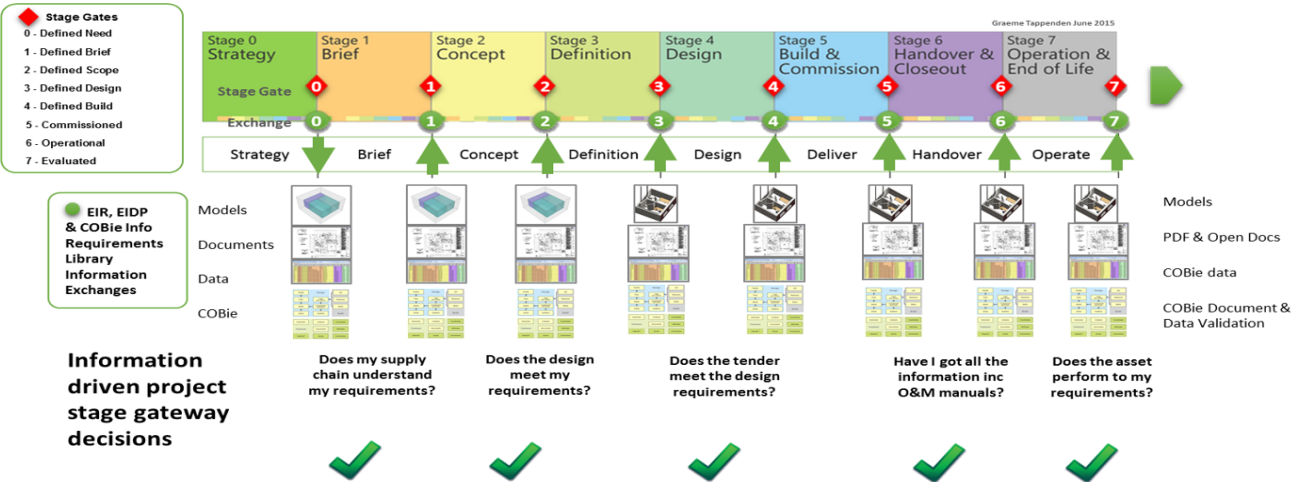 Stage Gates
0 - Defined Need
1 - Defined Brief
2 - Defined Scope
3 - Defined Design
4 - Defined Build
5 - Commissioned
6 - Operational
7 - Evaluated
Graeme Tappenden June 2015
Stage 0
Strategy
Stage 1
Brief
Stage 2
Concept
Stage 3
Definition
Stage 4
Design
Stage 5
Build &
Commission
Stage 6
Handover &
Closeout
Stage 7
Operation &
End of Life
Stage Gate
0 1 2 3 4 5 6 7
Exchange
0 1 2 3 4 5 6 7
Strategy Brief Concept Definition Design Deliver Handover Operate
EIR, EIDP
& COBie Info
Requirements
Library
Information
Exchanges
Models
Documents
Data
COBie
Models
PDF & Open Docs
COBie data
COBie Document &
Data Validation
Information
driven project
stage gateway
decisions
Does my supply
chain understand
my requirements?
Does the design
meet my
requirements?
Does the tender
meet the design
requirements?
Have I got all the
information inc
O&M manuals?
Does the asset
perform to my
requirements?